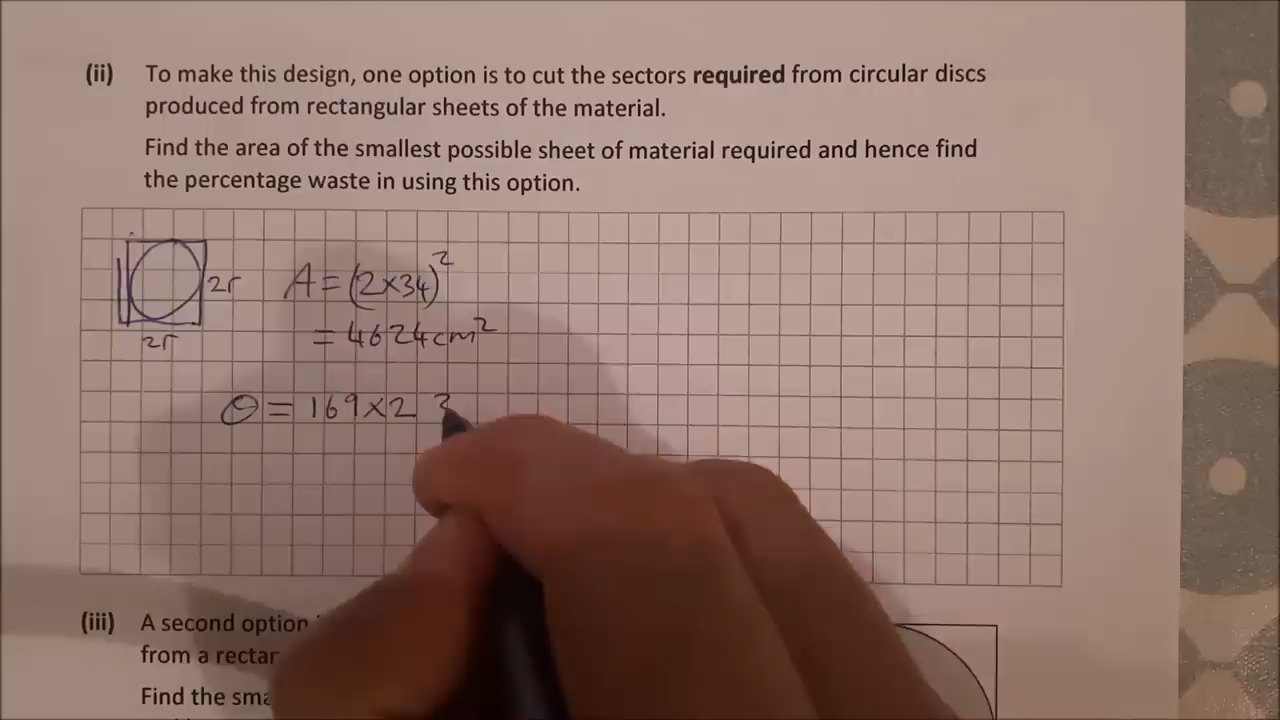 (ii) To make this design, one option is to cut the sectors required from circular discs
produced from rectangular sheets of the material.
Find the area of the smallest possible sheet of material required and hence find
the percentage waste in using this option.
2r
2r
A = (2×34)²
= 4624cm²
θ = 169×2
(iii) A second option
from a rectan
Find the sma